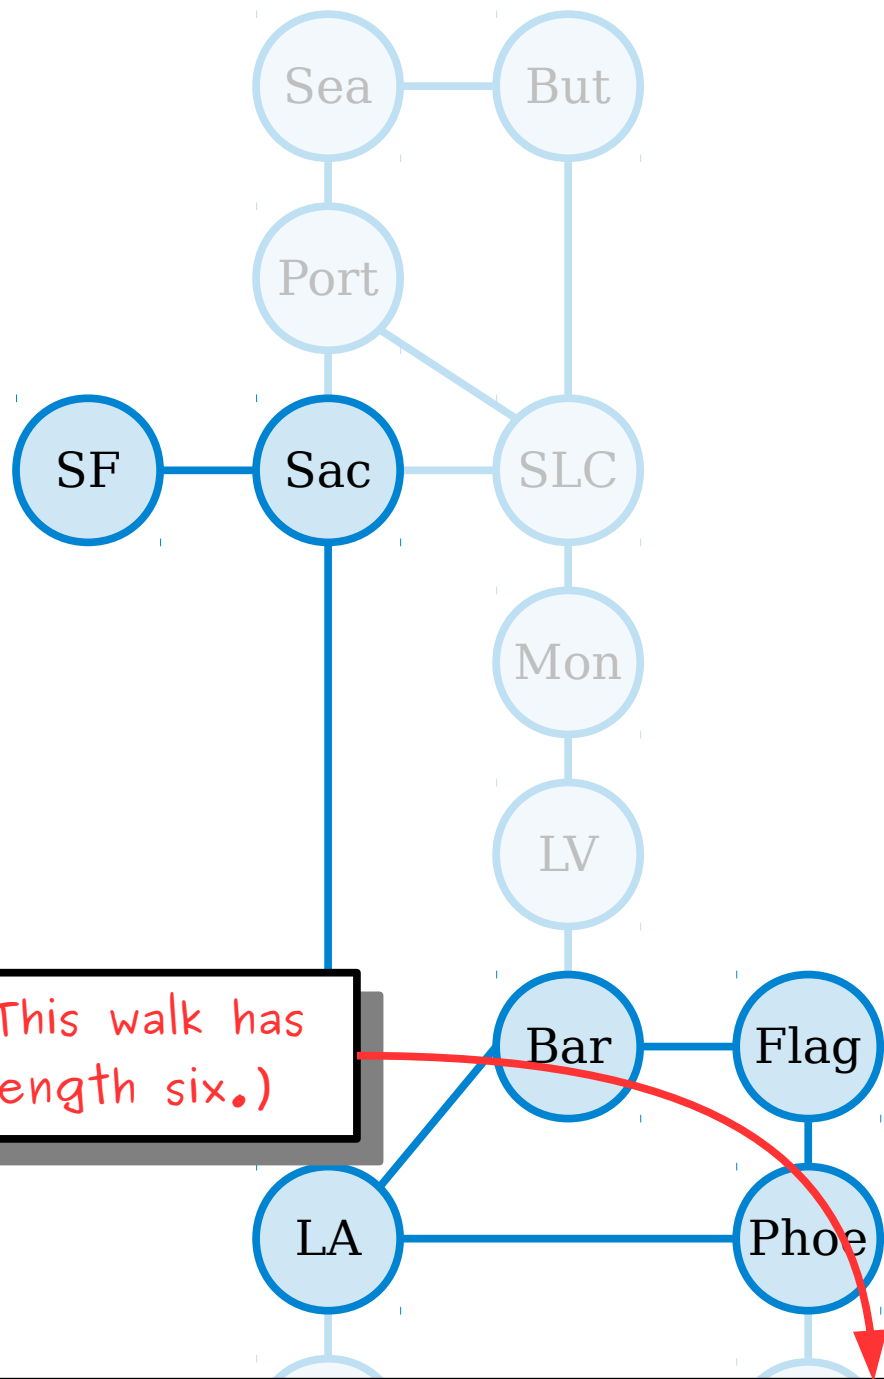 Sea
But
Port
SF
Sac
SLC
Mon
LV
This walk has
ength six.)
Bar
Flag
LA
Phoe